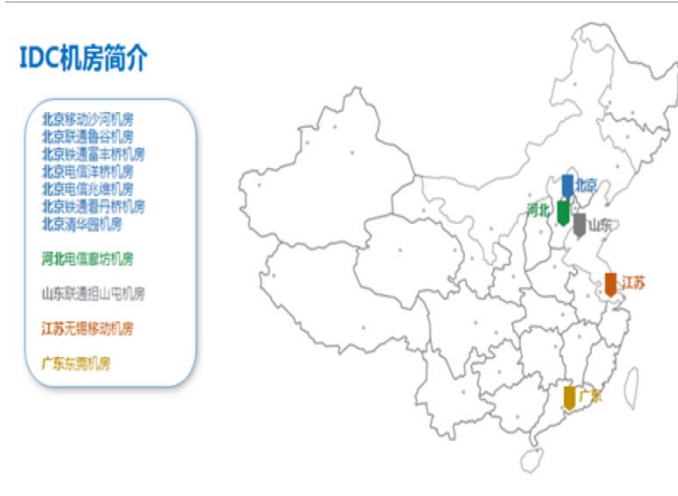 IDC机房简介
北京移动沙河机房
北京联通鲁谷机房
北京铁通富丰桥机房
北京电信洋桥机房
北京电信兆维机房
北京铁通看丹桥机房
北京清华园机房
河北电信廊坊机房
山东联通担山屯机房
江苏无锡移动机房
广东东莞机房
北京
河北
山东
江苏
广东